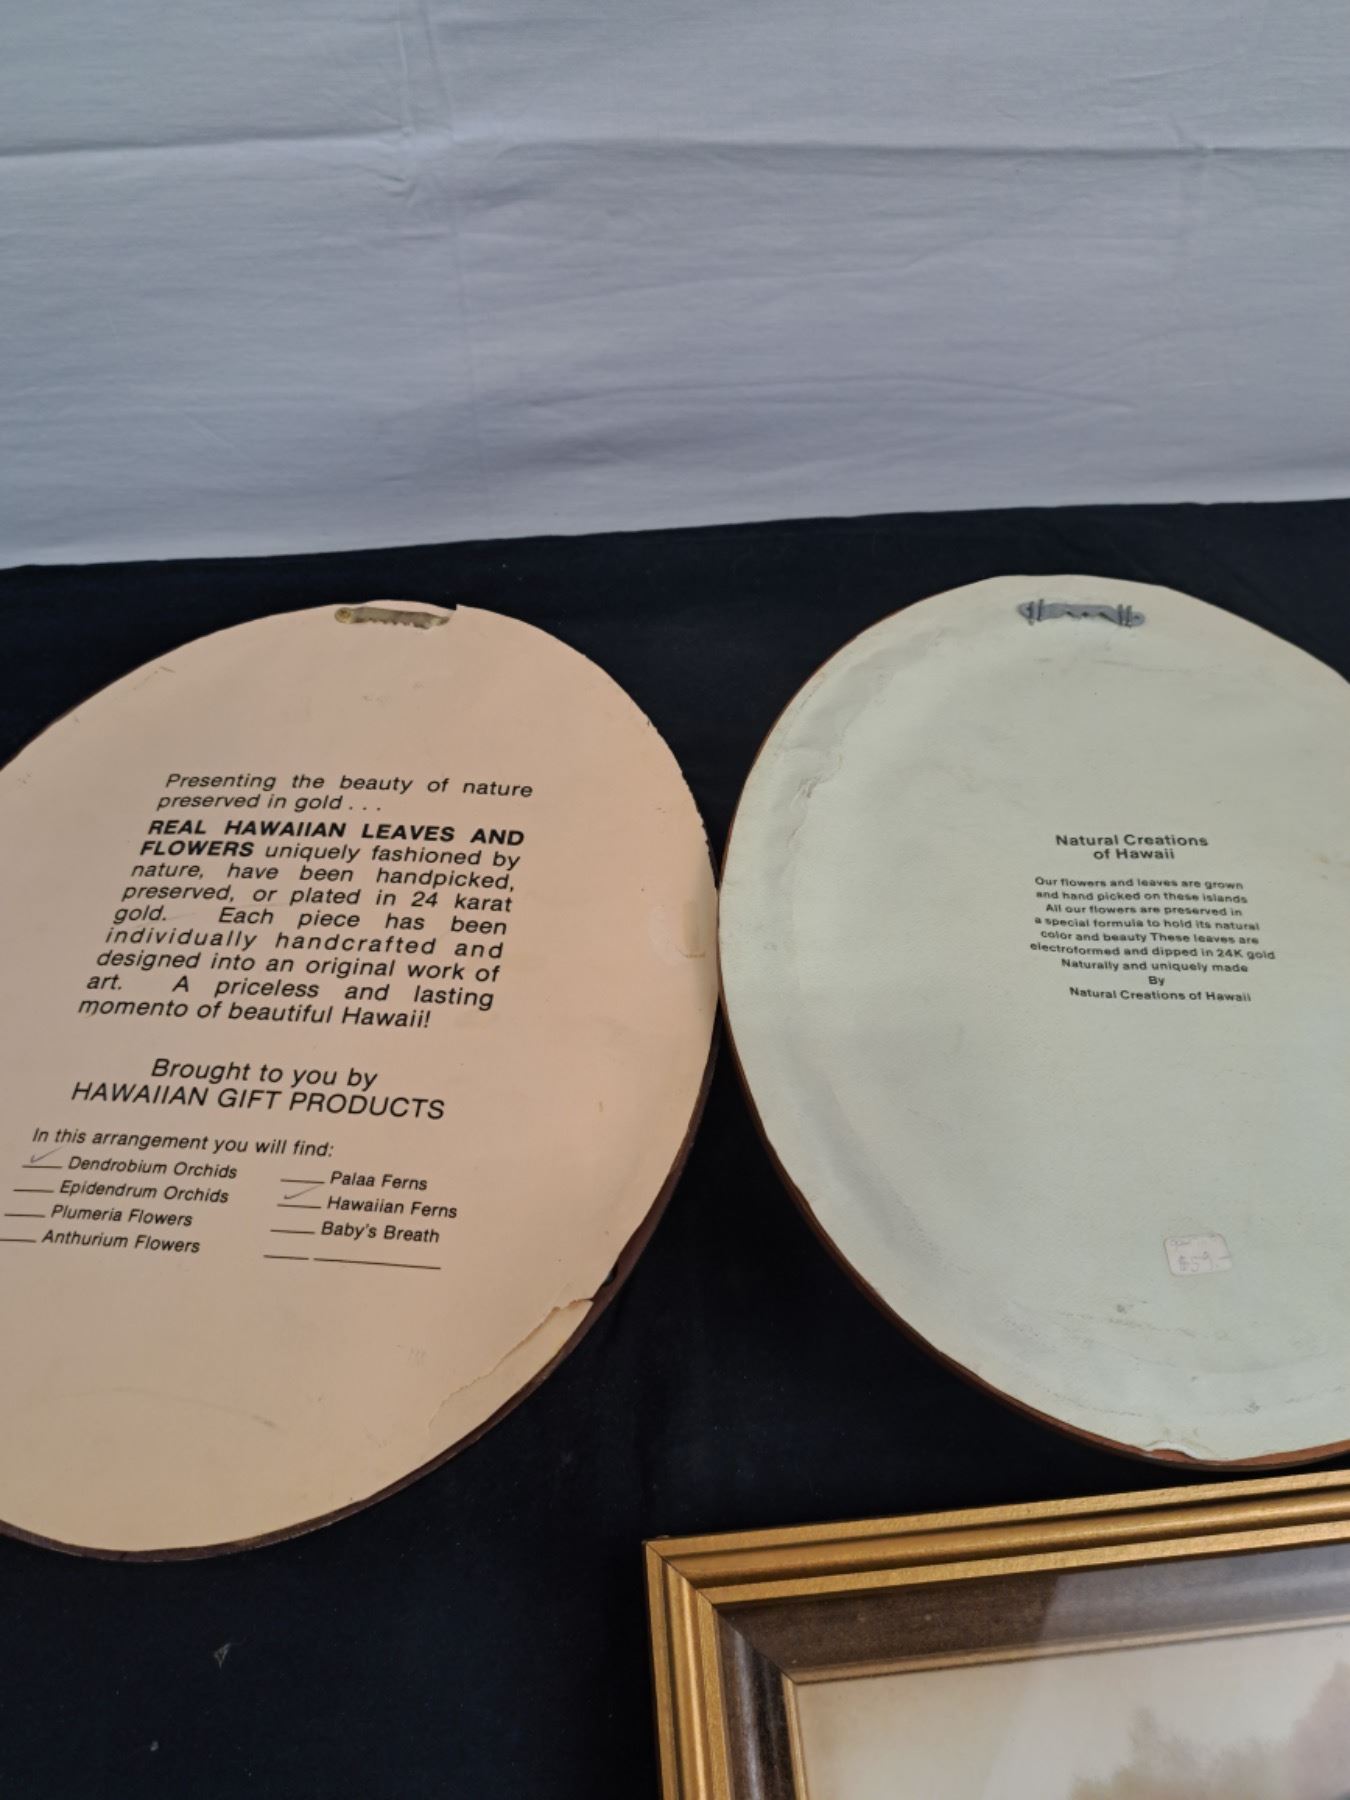 Presenting the beauty of nature
preserved in gold . . .
REAL HAWAIIAN LEAVES AND
FLOWERS uniquely fashioned by
nature, have been handpicked,
preserved, or plated in 24 karat
gold. Each piece has been
individually handcrafted and
designed into an original work of
art. A priceless and lasting
momento of beautiful Hawaii!
Brought to you by
HAWAIIAN GIFT PRODUCTS
In this arrangement you will find:
Dendrobium Orchids
Epidendrum Orchids
Plumeria Flowers
Anthurium Flowers
Palaa Ferns
Hawaiian Ferns
Baby's Breath
Natural Creations
of Hawaii
Our flowers and leaves are grown
and hand picked on these islands
All our flowers are preserved in
a special formula to hold its natural
color and beauty These leaves are
electroformed and dipped in 24K gold
Naturally and uniquely made
By
Natural Creations of Hawaii
$59.